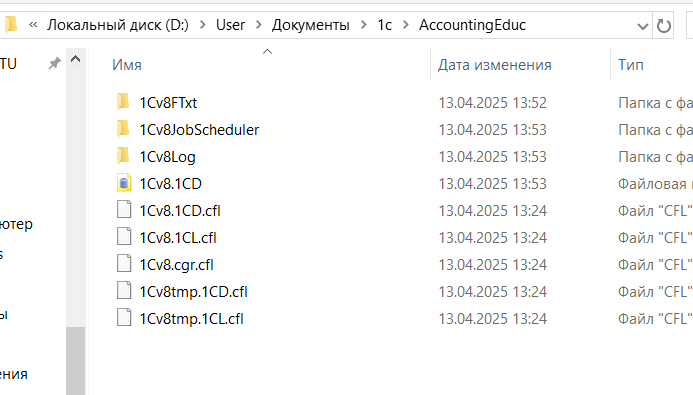 « Локальный диск (D:) › User › Документы › 1c › AccountingEduc
TU
Имя Дата изменения Тип
1Cv8FTxt 13.04.2025 13:52 Папка с фа
1Cv8JobScheduler 13.04.2025 13:53 Папка с фа
1Cv8Log 13.04.2025 13:53 Папка с фа
1Cv8.1CD 13.04.2025 13:53 Файловая
1Cv8.1CD.cfl 13.04.2025 13:24 Файл "CFL"
ютер
1Cv8.1CL.cfl 13.04.2025 13:24 Файл "CFL"
s
1Cv8.cgr.cfl 13.04.2025 13:24 Файл "CFL"
1Cv8tmp.1CD.cfl 13.04.2025 13:24 Файл "CFL"
ы
1Cv8tmp.1CL.cfl 13.04.2025 13:24 Файл "CFL"
ения